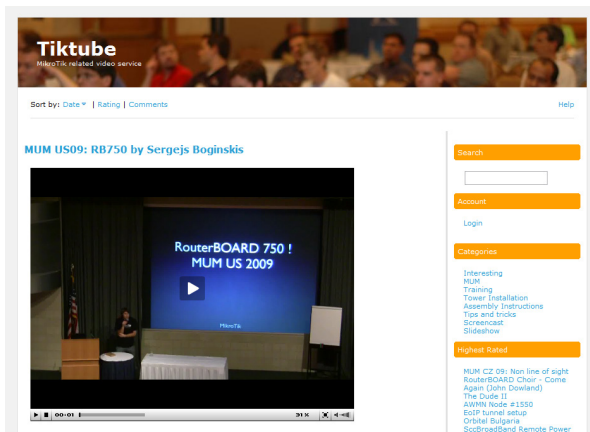 Tiktube
MikroTik related video service
Sort by: Date | Rating | Comments
Help
MUM US09: RB750 by Sergejs Boginskis
RouterBOARD 750 !
MUM US 2009
MikroTik
00:01
Search
Account
Login
Categories
Interesting
MUM
Training
Tower Installation
Assembly Instructions
Tips and tricks
Screencast
Slideshow
Highest Rated
MUM CZ 09: Non line of sight
RouterBOARD Choir - Come
Again (John Dowland)
The Dude II
AWMN Node #1550
EoIP tunnel setup
Orbitel Bulgaria
SccBroadBand Remote Power